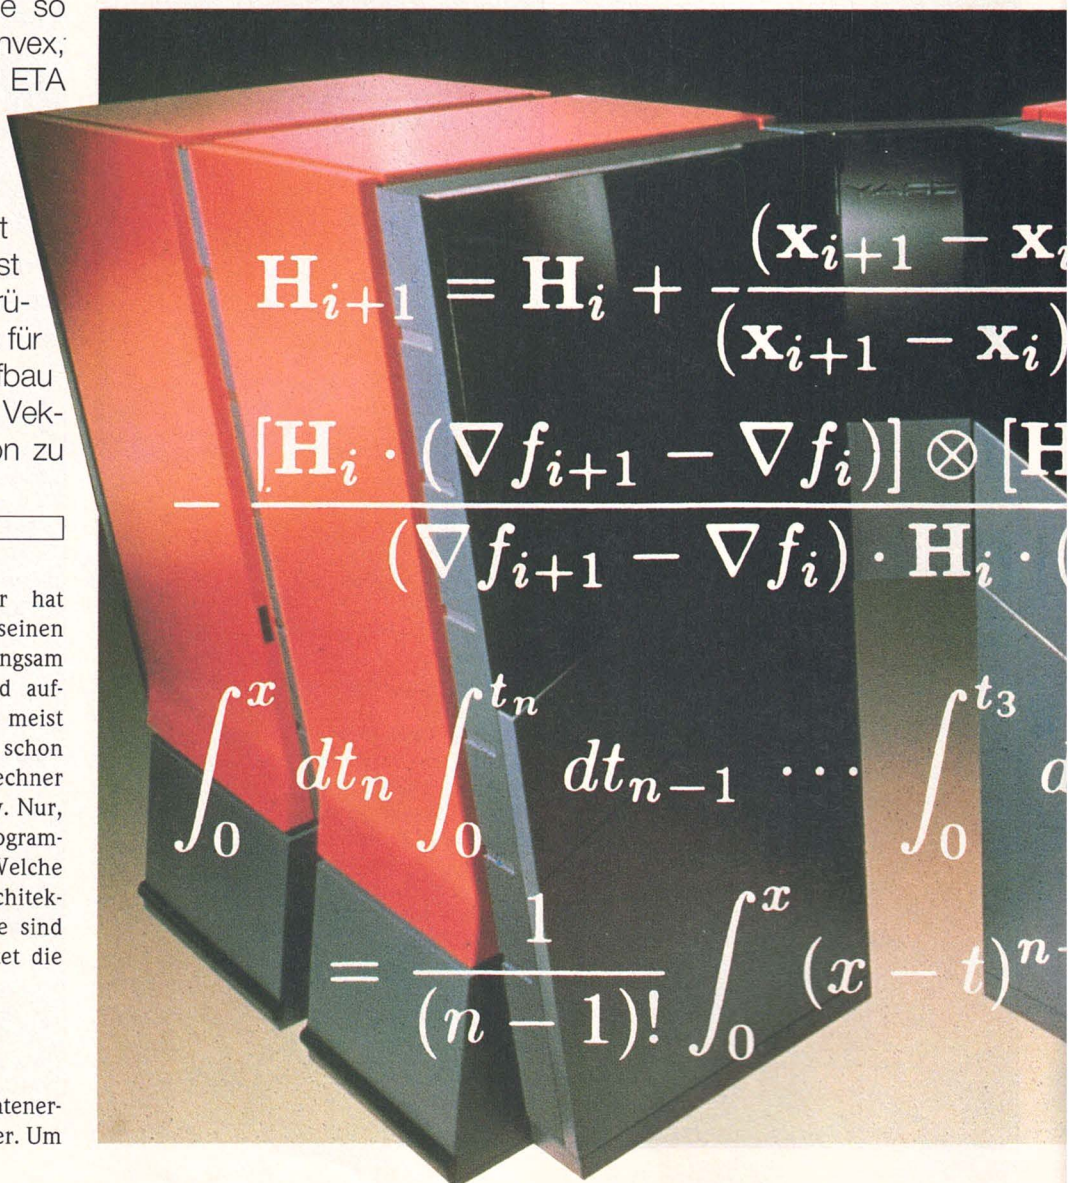 e so
nvex,
ETA
t
st
rü-
für
fbau
Vek-
on zu
r hat
seinen
ngsam
d auf-
meist
schon
echner
v. Nur,
ogram-
Welche
chitek-
e sind
et die
ntener-
er. Um
H_{i+1} = H_i + (x_{i+1} − x_i
(x_{i+1} − x_i)
− [H_i · (∇f_{i+1} − ∇f_i)] ⊗ [H
(∇f_{i+1} − ∇f_i) · H_i · (
∫_0^x dt_n ∫_0^{t_n} dt_{n−1} ⋯ ∫_0^{t_3} d
= 1/(n − 1)! ∫_0^x (x − t)^{n−